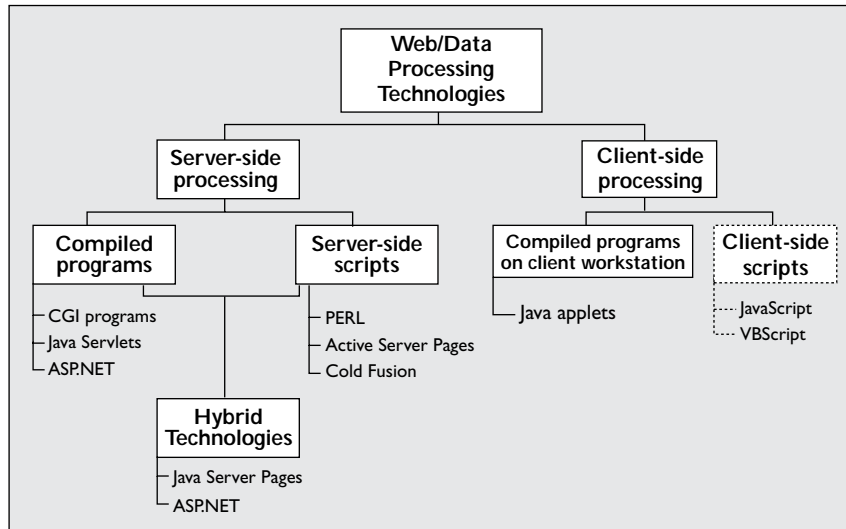 Web/Data
Processing
Technologies
Server-side
processing
Client-side
processing
Compiled
programs
Server-side
scripts
Compiled programs
on client workstation
Client-side
scripts
CGI programs
Java Servlets
ASP.NET
PERL
Active Server Pages
Cold Fusion
Java applets
JavaScript
VBScript
Hybrid
Technologies
Java Server Pages
ASP.NET